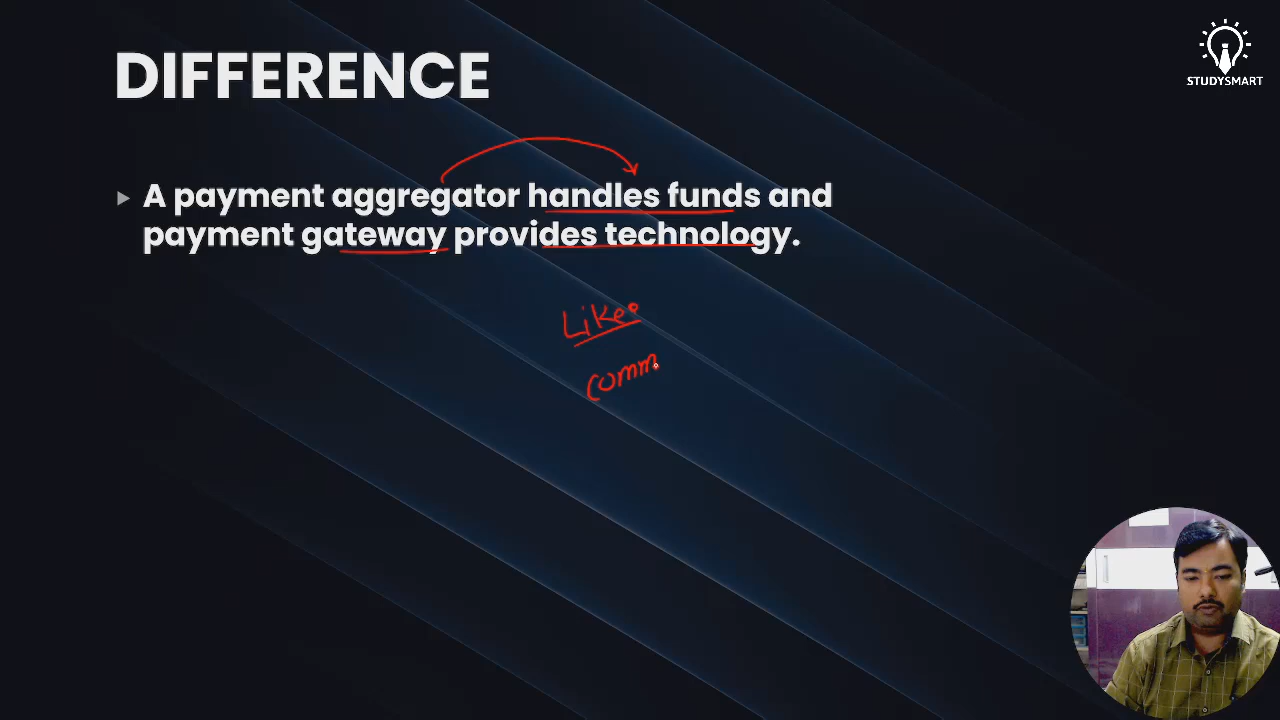 DIFFERENCE
STUDYSMART
A payment aggregator handles funds and
payment gateway provides technology.
Like
comm